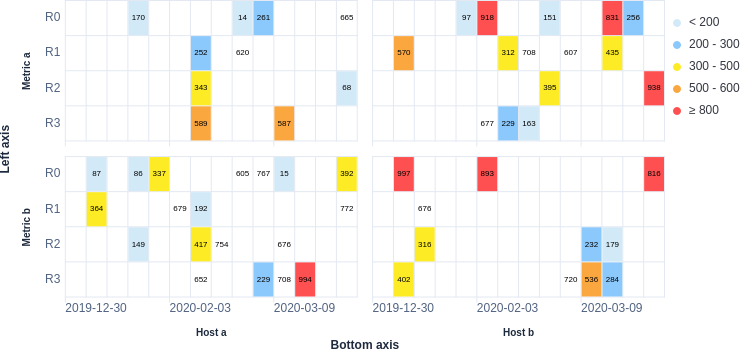 R0 170 14 261 665 97 918 151 831 256
R1 252 620 570 312 708 607 435
R2 343 68 395 938
R3 589 587 677 229 163
Metric a
< 200
200 - 300
300 - 500
500 - 600
≥ 800
Left axis
R0 87 86 337 605 767 15 392 997 893 816
R1 364 679 192 772 676
R2 149 417 754 676 316 232 179
R3 652 229 708 994 402 720 536 284
Metric b
2019-12-30 2020-02-03 2020-03-09 2019-12-30 2020-02-03 2020-03-09
Host a Host b
Bottom axis